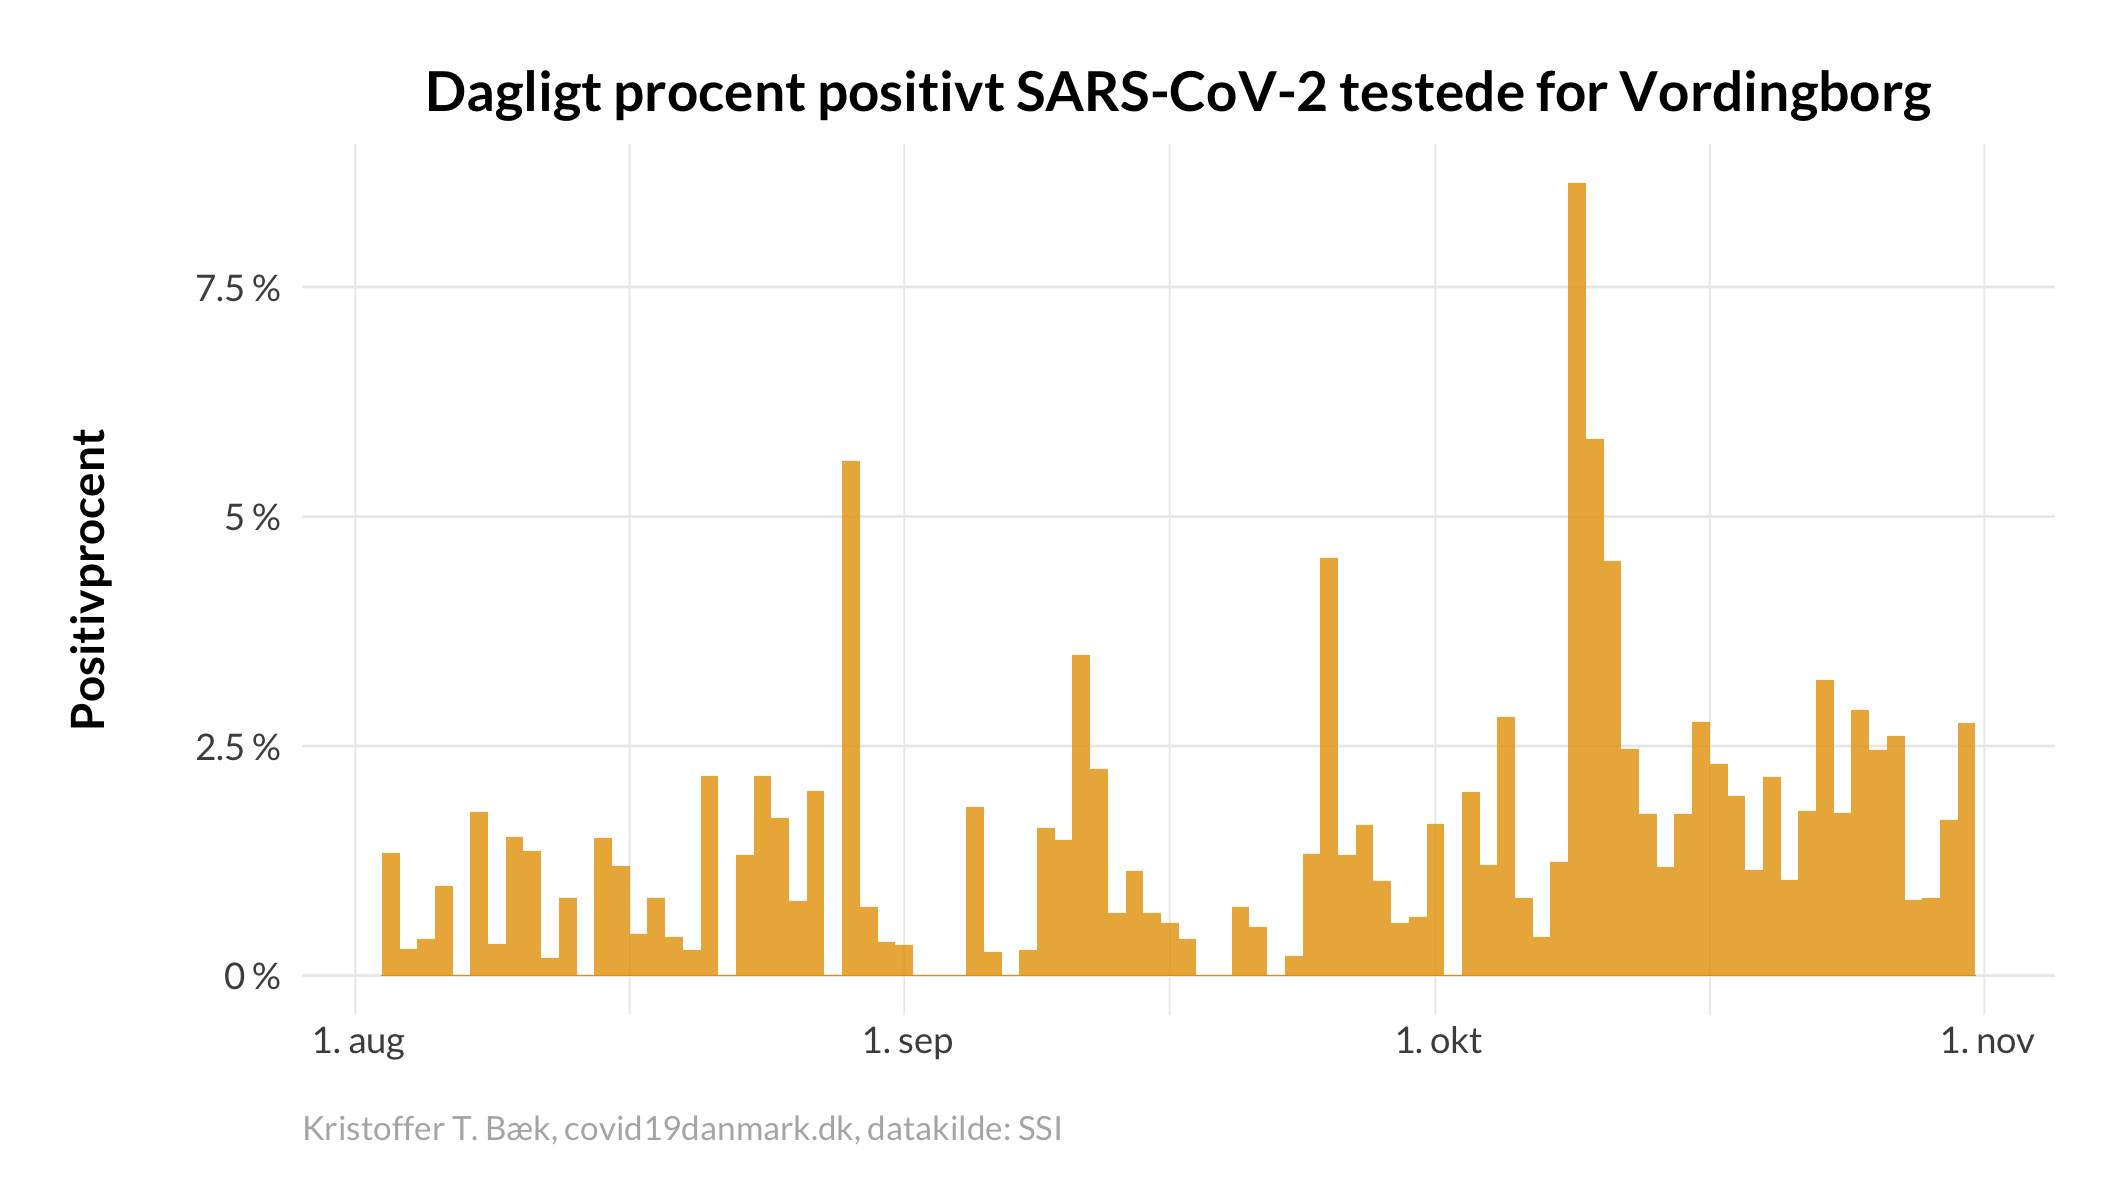 Dagligt procent positivt SARS-CoV-2 testede for Vordingborg
Positivprocent
7.5 %
5 %
2.5 %
0 %
1. aug
1. sep
1. okt
1. nov
Kristoffer T. Bæk, covid19danmark.dk, datakilde: SSI